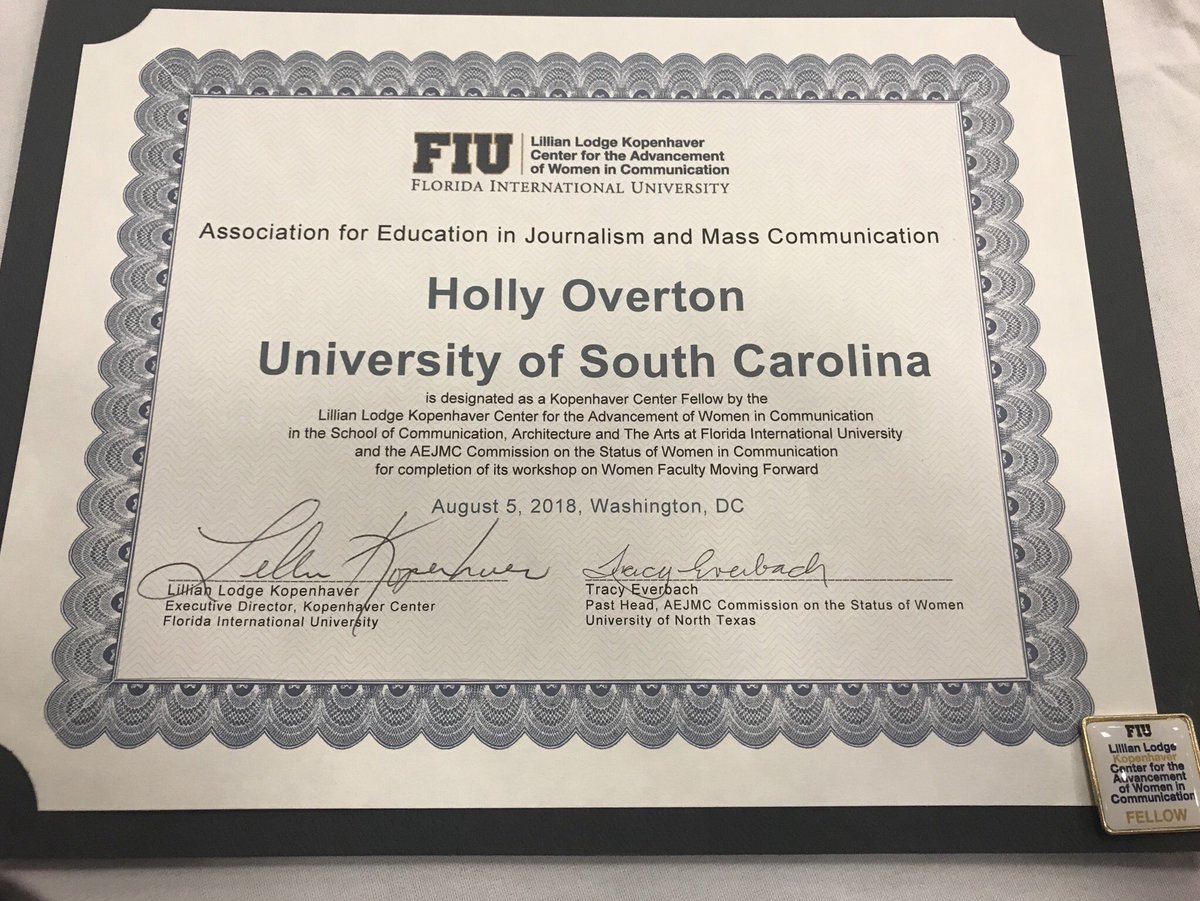 FIU
Lillian Lodge Kopenhaver
Center for the Advancement
of Women in Communication
FLORIDA INTERNATIONAL UNIVERSITY
Association for Education in Journalism and Mass Communication
Holly Overton
University of South Carolina
is designated as a Kopenhaver Center Fellow by the
Lillian Lodge Kopenhaver Center for the Advancement of Women in Communication
in the School of Communication, Architecture and The Arts at Florida International University
and the AEJMC Commission on the Status of Women in Communication
for completion of its workshop on Women Faculty Moving Forward
August 5, 2018, Washington, DC
Lillian Kopenhaver
Lillian Lodge Kopenhaver
Executive Director, Kopenhaver Center
Florida International University
Tracy Everbach
Tracy Everbach
Past Head, AEJMC Commission on the Status of Women
University of North Texas
FIU
Lillian Lodge
Kopenhaver
Center for the
Advancement
of Women in
Communication
FELLOW